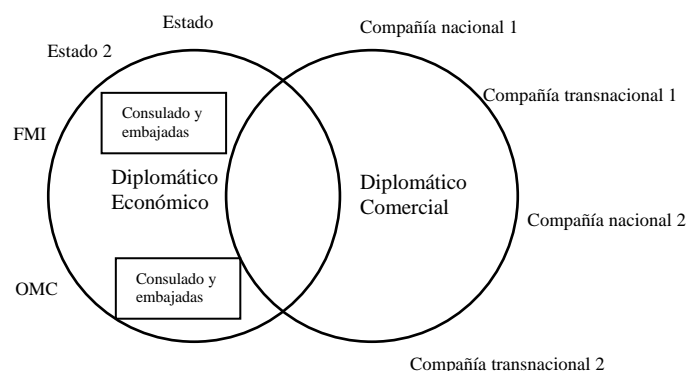 Estado
Compañía nacional 1
Estado 2
Compañía transnacional 1
Consulado y
embajadas
FMI
Diplomático
Económico
Diplomático
Comercial
Compañía nacional 2
Consulado y
embajadas
OMC
Compañía transnacional 2